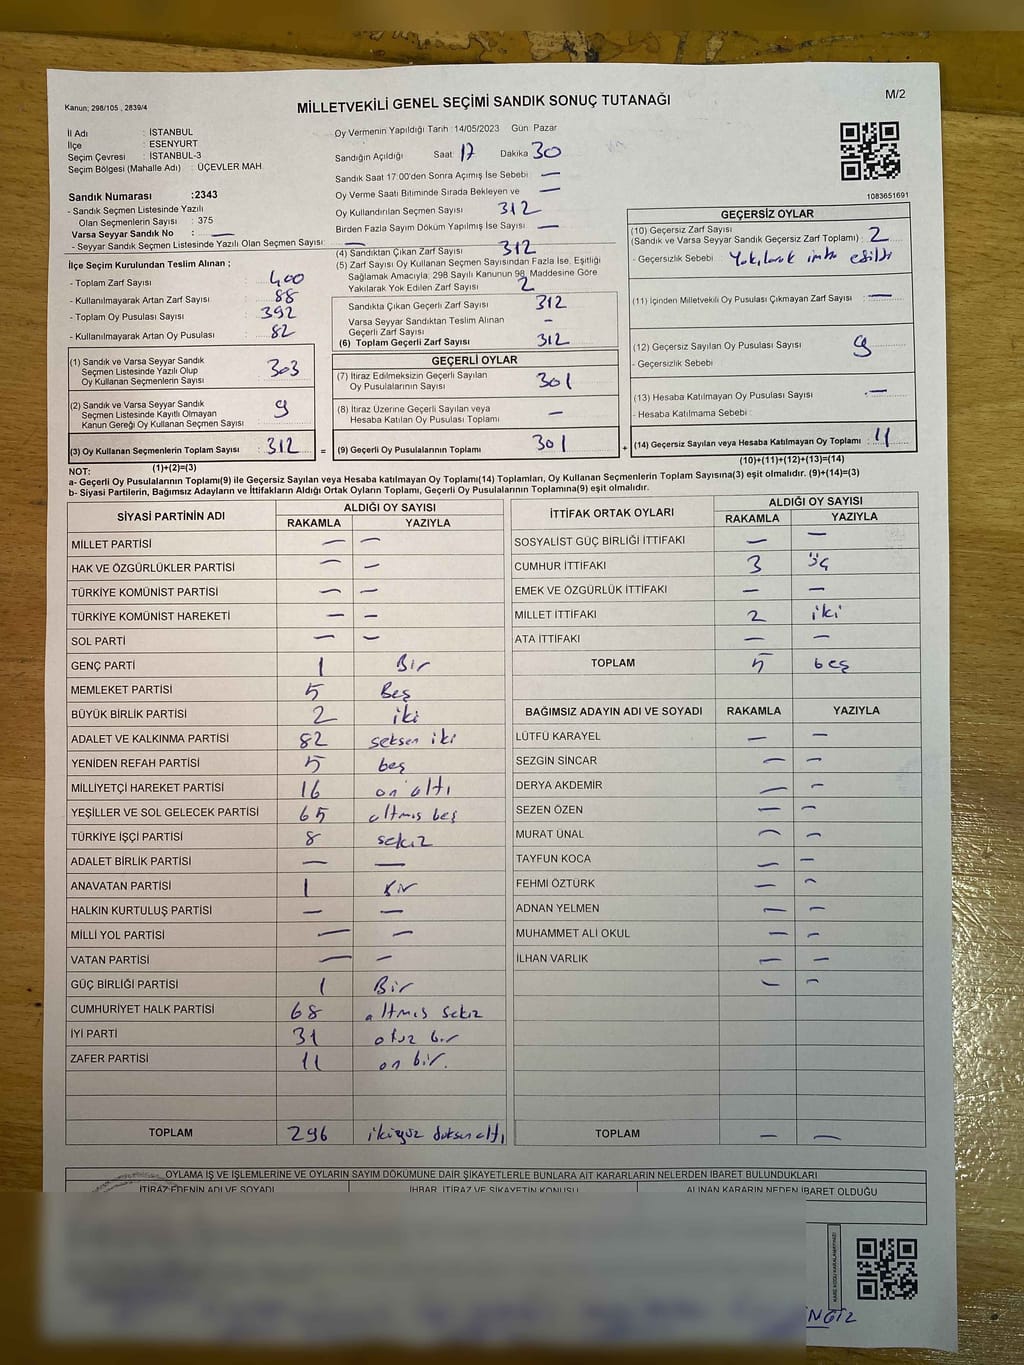 Kanun; 298/105 , 2839/4
MİLLETVEKİLİ GENEL SEÇİMİ SANDIK SONUÇ TUTANAĞI
M/2
İl Adı : İSTANBUL
İlçe : ESENYURT
Seçim Çevresi : İSTANBUL-3
Seçim Bölgesi (Mahalle Adı) : ÜÇEVLER MAH.
Sandık Numarası :2343
- Sandık Seçmen Listesinde Yazılı
Olan Seçmenlerin Sayısı : 375
Varsa Seyyar Sandık No : —
- Seyyar Sandık Seçmen Listesinde Yazılı Olan Seçmen Sayısı: —
Oy Vermenin Yapıldığı Tarih :14/05/2023 Gün Pazar
Sandığın Açıldığı Saat 17 Dakika 30
Sandık Saat 17:00'den Sonra Açımış İse Sebebi : —
Oy Verme Saati Bitiminde Sırada Bekleyen ve —
Oy Kullandırılan Seçmen Sayısı 312
Birden Fazla Sayım Döküm Yapılmış İse Sayısı : —
1083651691
İlçe Seçim Kurulundan Teslim Alınan ;
- Toplam Zarf Sayısı : 400
- Kullanılmayarak Artan Zarf Sayısı : 88
- Toplam Oy Pusulası Sayısı : 392
- Kullanılmayarak Artan Oy Pusulası : 82
(1) Sandık ve Varsa Seyyar Sandık
Seçmen Listesinde Yazılı Olup
Oy Kullanan Seçmenlerin Sayısı : 303
(2) Sandık ve Varsa Seyyar Sandık
Seçmen Listesinde Kayıtlı Olmayan
Kanun Gereği Oy Kullanan Seçmen Sayısı : 9
(3) Oy Kullanan Seçmenlerin Toplam Sayısı : 312
(1)+(2)=(3)
(4) Sandıktan Çıkan Zarf Sayısı : 312
(5) Zarf Sayısı Oy Kullanan Seçmen Sayısından Fazla İse, Eşitliği
Sağlamak Amacıyla; 298 Sayılı Kanunun 98. Maddesine Göre
Yakılarak Yok Edilen Zarf Sayısı : 2
Sandıkta Çıkan Geçerli Zarf Sayısı : 312
Varsa Seyyar Sandıktan Teslim Alınan
Geçerli Zarf Sayısı : -
(6) Toplam Geçerli Zarf Sayısı : 312
GEÇERLİ OYLAR
(7) İtiraz Edilmeksizin Geçerli Sayılan
Oy Pusulalarının Sayısı : 301
(8) İtiraz Üzerine Geçerli Sayılan veya
Hesaba Katılan Oy Pusulası Toplamı : —
= (9) Geçerli Oy Pusulalarının Toplamı : 301 +
GEÇERSİZ OYLAR
(10) Geçersiz Zarf Sayısı
(Sandık ve Varsa Seyyar Sandık Geçersiz Zarf Toplamı) : 2
- Geçersizlik Sebebi : Yakılarak imha edildi
(11) İçinden Milletvekili Oy Pusulası Çıkmayan Zarf Sayısı : —
(12) Geçersiz Sayılan Oy Pusulası Sayısı : 9
- Geçersizlik Sebebi :
(13) Hesaba Katılmayan Oy Pusulası Sayısı : —
- Hesaba Katılmama Sebebi :
(14) Geçersiz Sayılan veya Hesaba Katılmayan Oy Toplamı : 11
(10)+(11)+(12)+(13)=(14)
NOT:
a- Geçerli Oy Pusulalarının Toplamı(9) ile Geçersiz Sayılan veya Hesaba Katılmayan Oy Toplamı(14) Toplamları, Oy Kullanan Seçmenlerin Toplam Sayısına(3) eşit olmalıdır. (9)+(14)=(3)
b- Siyasi Partilerin, Bağımsız Adayların ve İttifakların Aldığı Ortak Oyların Toplamı, Geçerli Oy Pusulalarının Toplamına(9) eşit olmalıdır.
SİYASİ PARTİNİN ADI ALDIĞI OY SAYISI
RAKAMLA YAZIYLA
MİLLET PARTİSİ — —
HAK VE ÖZGÜRLÜKLER PARTİSİ — —
TÜRKİYE KOMÜNİST PARTİSİ — —
TÜRKİYE KOMÜNİST HAREKETİ — —
SOL PARTİ — —
GENÇ PARTİ 1 Bir
MEMLEKET PARTİSİ 5 Beş
BÜYÜK BİRLİK PARTİSİ 2 iki
ADALET VE KALKINMA PARTİSİ 82 seksen iki
YENİDEN REFAH PARTİSİ 5 beş
MİLLİYETÇİ HAREKET PARTİSİ 16 on altı
YEŞİLLER VE SOL GELECEK PARTİSİ 65 altmış beş
TÜRKİYE İŞÇİ PARTİSİ 8 sekiz
ADALET BİRLİK PARTİSİ — —
ANAVATAN PARTİSİ 1 Bir
HALKIN KURTULUŞ PARTİSİ — —
MİLLİ YOL PARTİSİ — —
VATAN PARTİSİ — —
GÜÇ BİRLİĞİ PARTİSİ 1 Bir
CUMHURİYET HALK PARTİSİ 68 altmış sekiz
İYİ PARTİ 31 otuz bir
ZAFER PARTİSİ 11 on bir.
TOPLAM 296 ikiyüz doksan altı
İTTİFAK ORTAK OYLARI ALDIĞI OY SAYISI
RAKAMLA YAZIYLA
SOSYALİST GÜÇ BİRLİĞİ İTTİFAKI — —
CUMHUR İTTİFAKI 3 üç
EMEK VE ÖZGÜRLÜK İTTİFAKI — —
MİLLET İTTİFAKI 2 iki
ATA İTTİFAKI — —
TOPLAM 5 beş
BAĞIMSIZ ADAYIN ADI VE SOYADI RAKAMLA YAZIYLA
LÜTFÜ KARAYEL — —
SEZGİN SİNCAR — —
DERYA AKDEMİR — —
SEZEN ÖZEN — —
MURAT ÜNAL — —
TAYFUN KOCA — —
FEHMİ ÖZTÜRK — —
ADNAN YELMEN — —
MUHAMMET ALİ OKUL — —
İLHAN VARLIK — —
— —
TOPLAM — —
OYLAMA İŞ VE İŞLEMLERİNE VE OYLARIN SAYIM DÖKÜMÜNE DAİR ŞİKAYETLERLE BUNLARA AİT KARARLARIN NELERDEN İBARET BULUNDUKLARI
İTİRAZ EDENİN ADI VE SOYADI İHBAR, İTİRAZ VE ŞİKAYETİN KONUSU ALINAN KARARIN NEDEN İBARET OLDUĞU